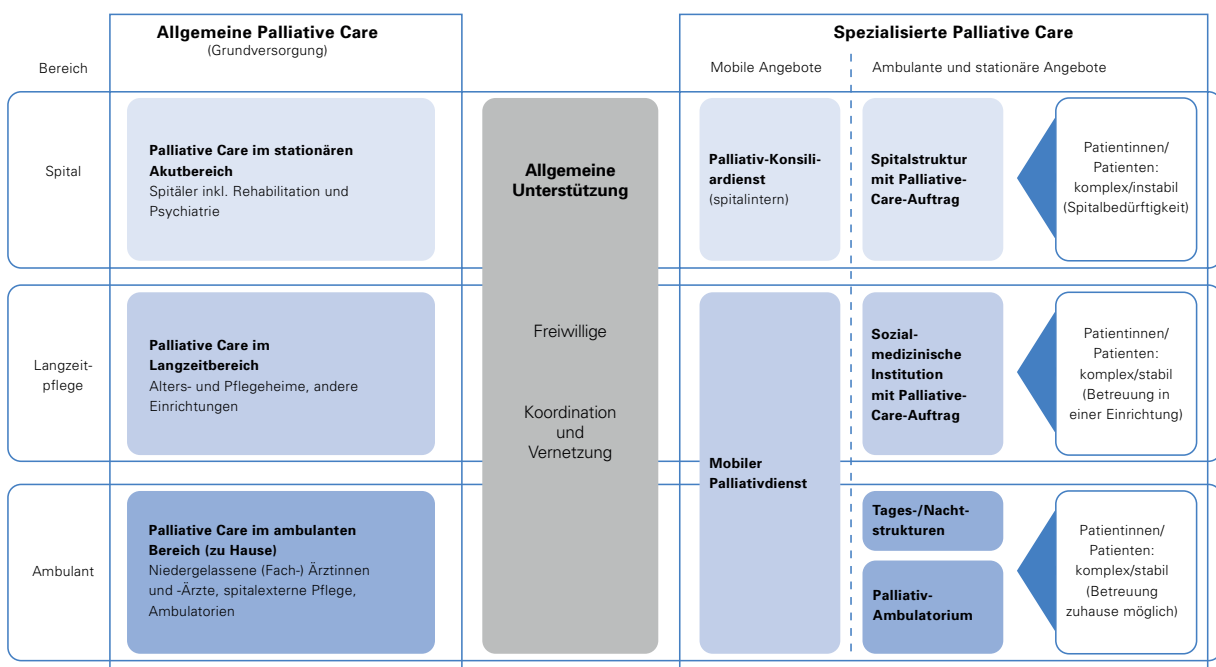 Allgemeine Palliative Care
(Grundversorgung)
Spezialisierte Palliative Care
Bereich
Mobile Angebote
Ambulante und stationäre Angebote
Spital
Palliative Care im stationären
Akutbereich
Spitäler inkl. Rehabilitation und
Psychiatrie
Allgemeine
Unterstützung
Freiwillige
Koordination
und
Vernetzung
Palliativ-Konsili-
ardienst
(spitalintern)
Spitalstruktur
mit Palliative-
Care-Auftrag
Patientinnen/
Patienten:
komplex/instabil
(Spitalbedürftigkeit)
Langzeit-
pflege
Palliative Care im
Langzeitbereich
Alters- und Pflegeheime, andere
Einrichtungen
Mobiler
Palliativdienst
Sozial-
medizinische
Institution
mit Palliative-
Care-Auftrag
Patientinnen/
Patienten:
komplex/stabil
(Betreuung in
einer Einrichtung)
Ambulant
Palliative Care im ambulanten
Bereich (zu Hause)
Niedergelassene (Fach-) Ärztinnen
und -Ärzte, spitalexterne Pflege,
Ambulatorien
Tages-/Nacht-
strukturen
Palliativ-
Ambulatorium
Patientinnen/
Patienten:
komplex/stabil
(Betreuung
zuhause möglich)